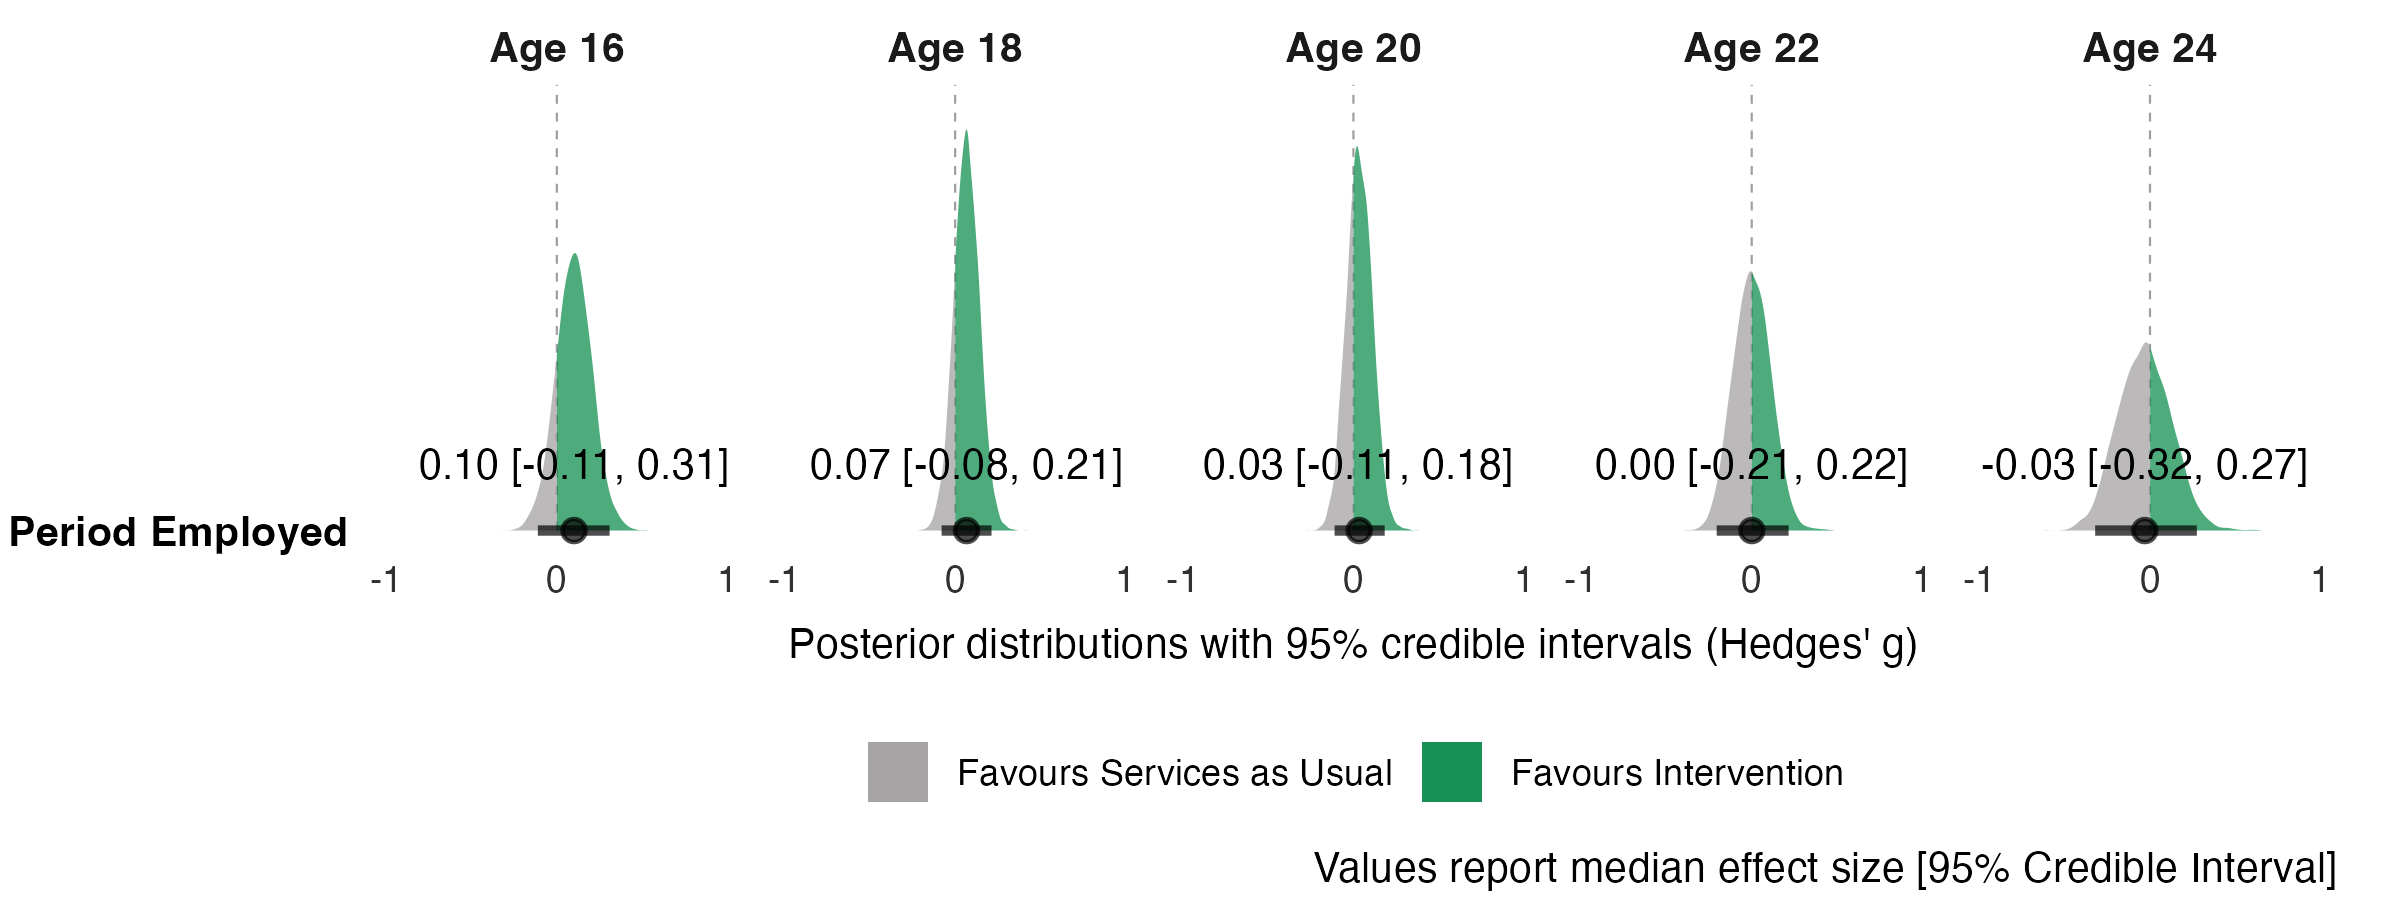 Age 16 Age 18 Age 20 Age 22 Age 24
0.10 [-0.11, 0.31] 0.07 [-0.08, 0.21] 0.03 [-0.11, 0.18] 0.00 [-0.21, 0.22] -0.03 [-0.32, 0.27]
Period Employed
-1 0 1 -1 0 1 -1 0 1 -1 0 1 -1 0 1
Posterior distributions with 95% credible intervals (Hedges' g)
Favours Services as Usual Favours Intervention
Values report median effect size [95% Credible Interval]